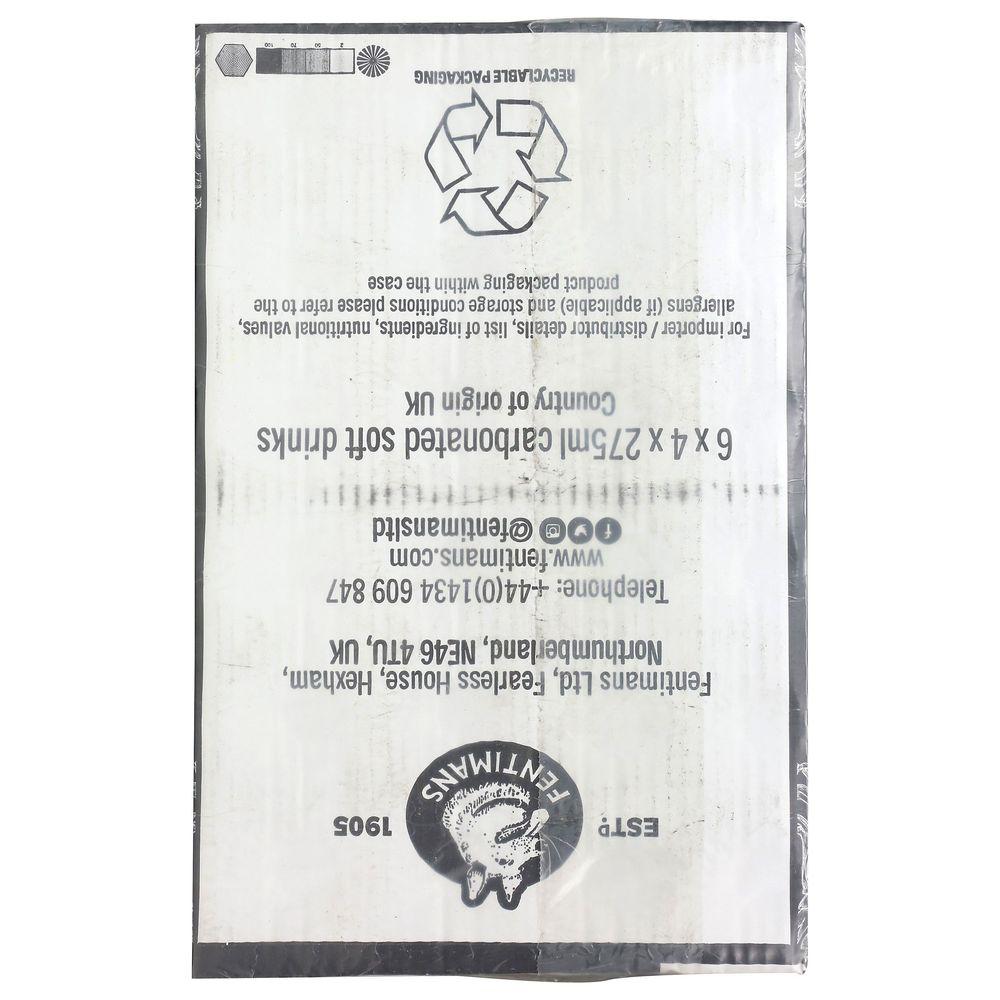 ESTD 1905
FENTIMANS
Fentimans Ltd, Fearless House, Hexham,
Northumberland, NE46 4TU, UK
Telephone: +44(0)1434 609 847
www.fentimans.com
@fentimansltd
6 x 4 x 275ml carbonated soft drinks
Country of origin UK
For importer / distributor details, list of ingredients, nutritional values,
allergens (if applicable) and storage conditions please refer to the
product packaging within the case
RECYCLABLE PACKAGING
2 50 70 100